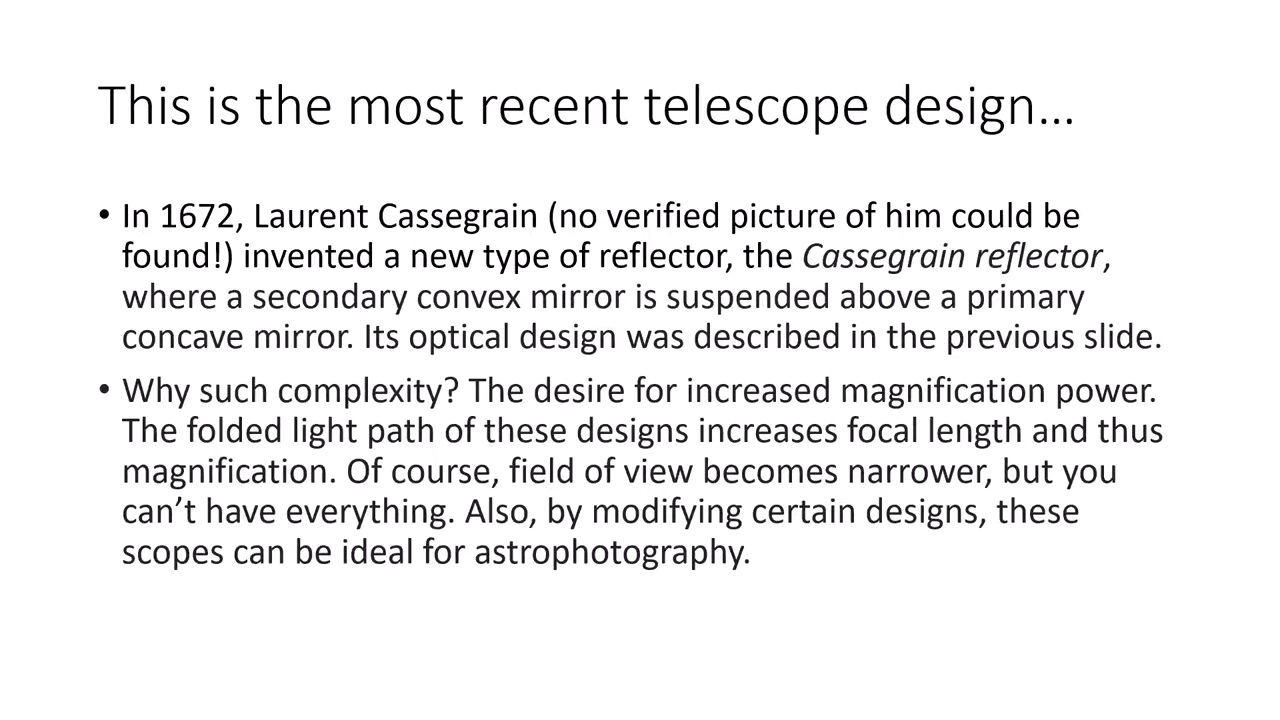 This is the most recent telescope design…
• In 1672, Laurent Cassegrain (no verified picture of him could be
found!) invented a new type of reflector, the Cassegrain reflector,
where a secondary convex mirror is suspended above a primary
concave mirror. Its optical design was described in the previous slide.
• Why such complexity? The desire for increased magnification power.
The folded light path of these designs increases focal length and thus
magnification. Of course, field of view becomes narrower, but you
can’t have everything. Also, by modifying certain designs, these
scopes can be ideal for astrophotography.